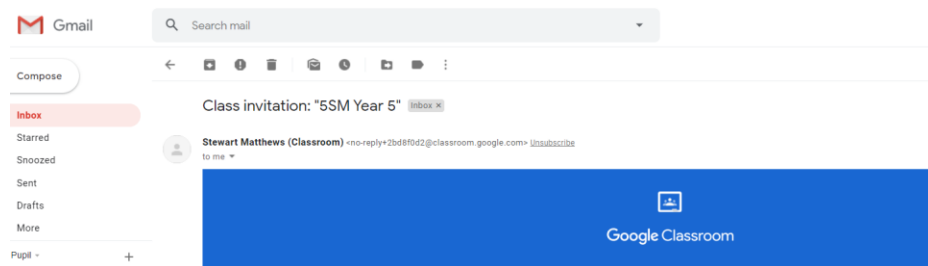 Gmail
Search mail
Compose
Inbox
Starred
Snoozed
Sent
Drafts
More
Pupil
Class invitation: "5SM Year 5" Inbox ×
Stewart Matthews (Classroom) <no-reply+2bd8f0d2@classroom.google.com> Unsubscribe
to me
Google Classroom